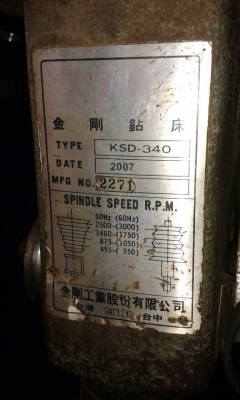 金剛鉆床
TYPE KSD-340
DATE 2007
MFG NO. 2271
SPINDLE SPEED R.P.M.
50Hz (60Hz)
2500-(3000)
1460-(1750)
875-(1050)
455-( 550)
金剛工業股份有限公司
台中